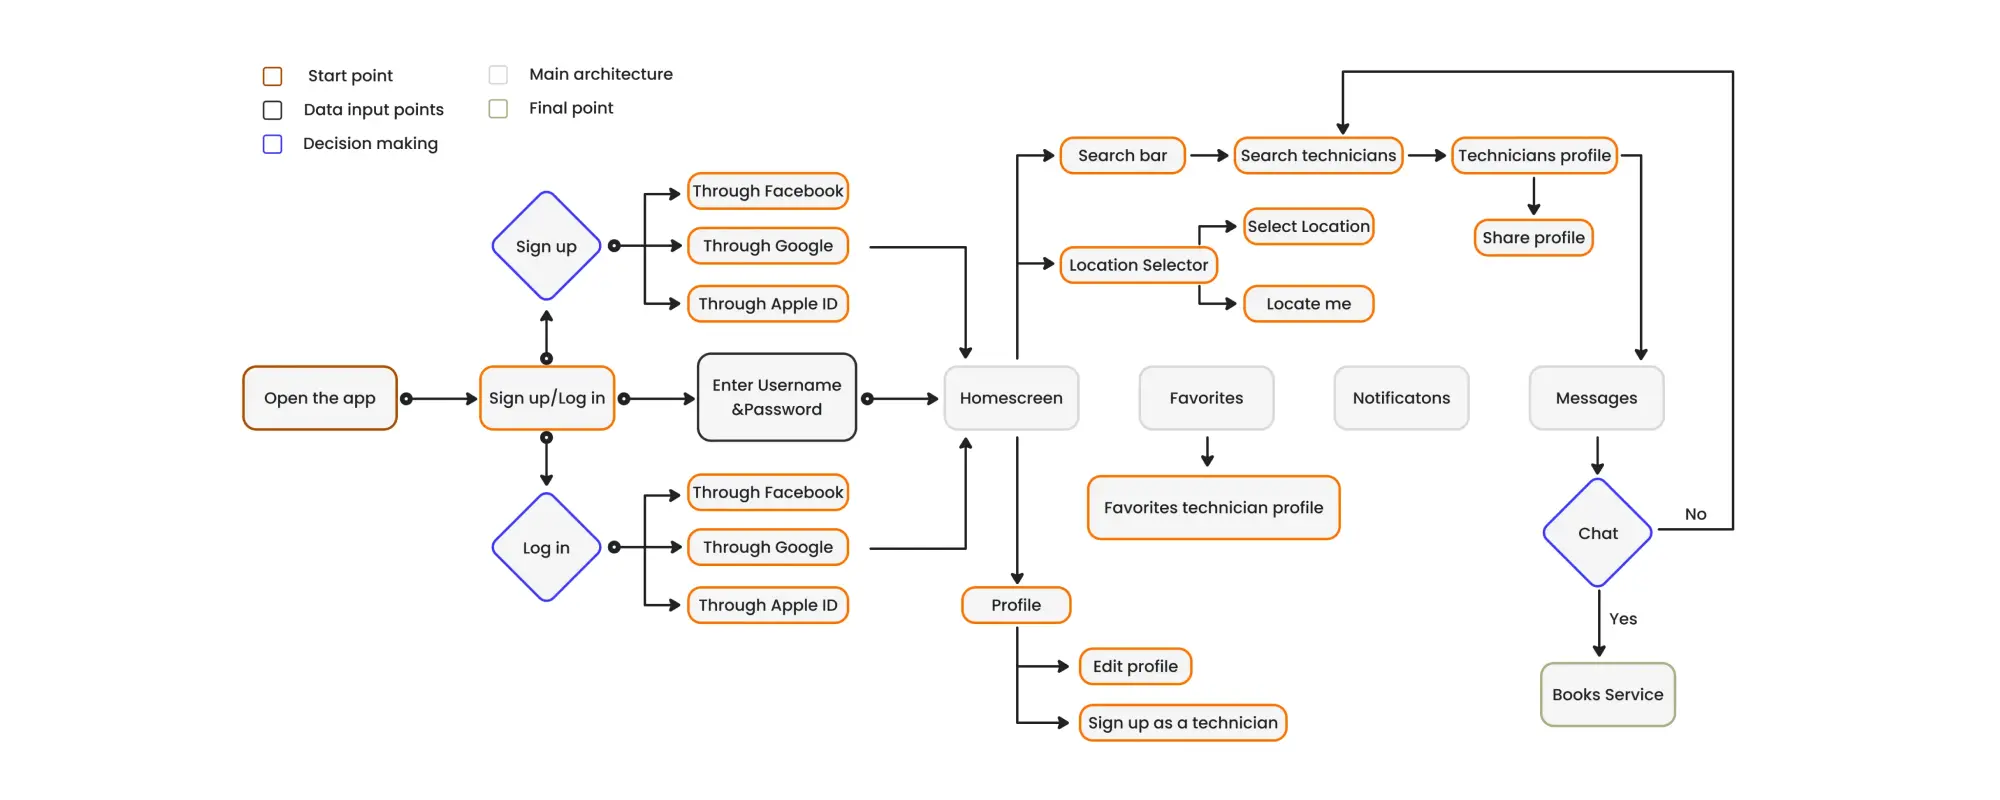 Start point
Data input points
Decision making
Main architecture
Final point
Open the app
Sign up/Log in
Sign up
Through Facebook
Through Google
Through Apple ID
Enter Username
&Password
Log in
Through Facebook
Through Google
Through Apple ID
Homescreen
Search bar
Search technicians
Technicians profile
Share profile
Location Selector
Select Location
Locate me
Favorites
Favorites technician profile
Notificatons
Messages
Chat
No
Yes
Books Service
Profile
Edit profile
Sign up as a technician